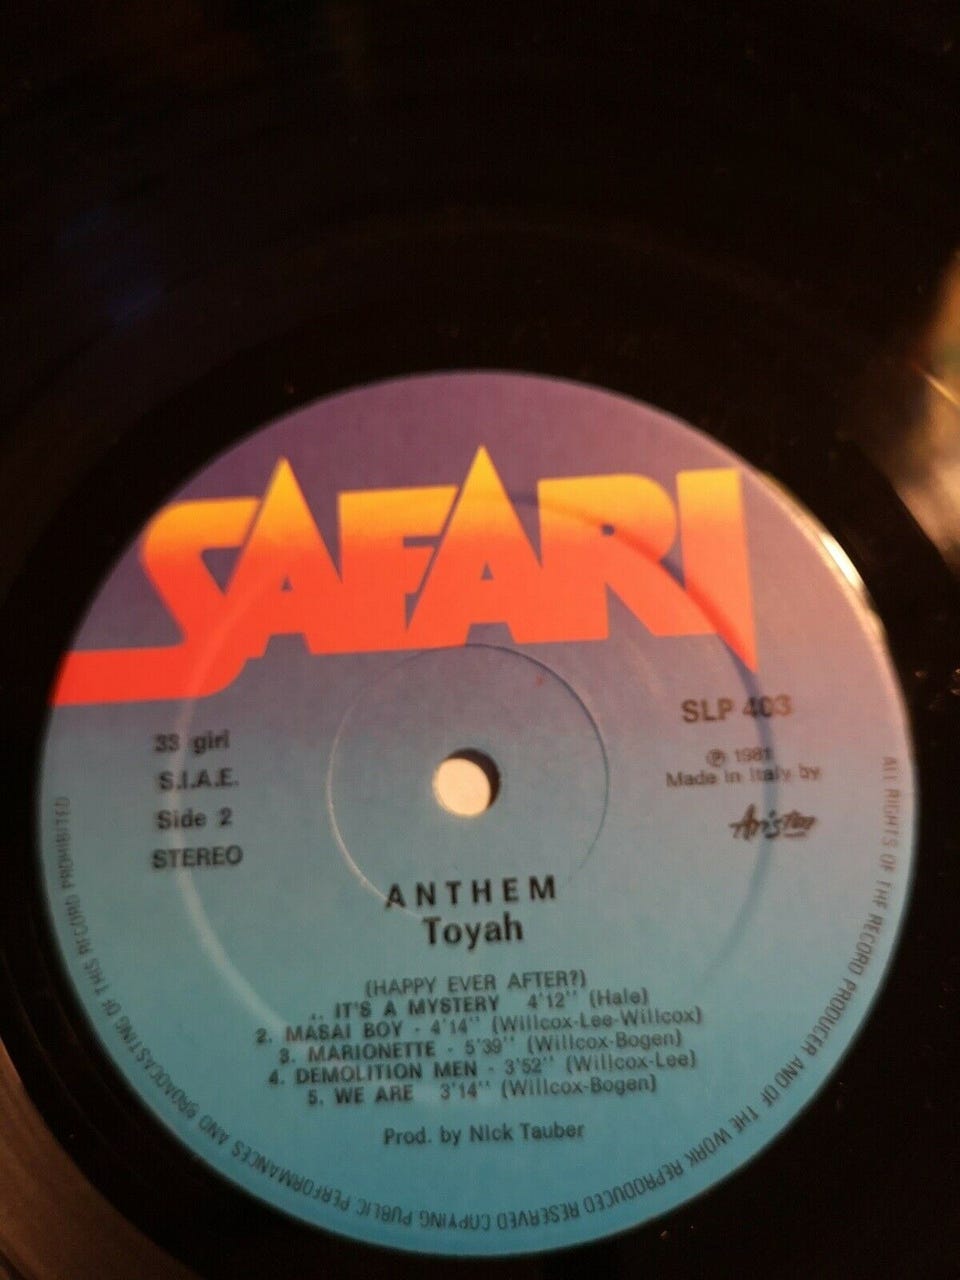 SAFARI
33 giri
S.I.A.E.
Side 2
STEREO
SLP 403
℗ 1981
Made in Italy by
Ariston
ANTHEM
Toyah
(HAPPY EVER AFTER?)
1. IT'S A MYSTERY 4'12'' (Hale)
2. MASAI BOY - 4'14'' (Willcox-Lee-Willcox)
3. MARIONETTE - 5'39'' (Willcox-Bogen)
4. DEMOLITION MEN - 3'52'' (Willcox-Lee)
5. WE ARE 3'14'' (Willcox-Bogen)
Prod. by Nick Tauber
ALL RIGHTS OF THE RECORD PRODUCER AND OF THE WORK REPRODUCED RESERVED COPYING PUBLIC PERFORMANCES AND BROADCASTING OF THIS RECORD PROHIBITED